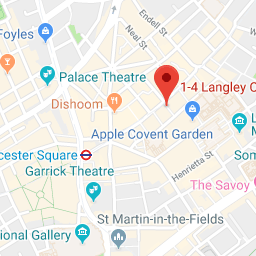 Endell St
Neal St
Foyles
Palace Theatre
1-4 Langley C
Dishoom
Apple Covent Garden
cester Square
Garrick Theatre
Henrietta St
Som
The Savoy
St Martin-in-the-Fields
ional Gallery